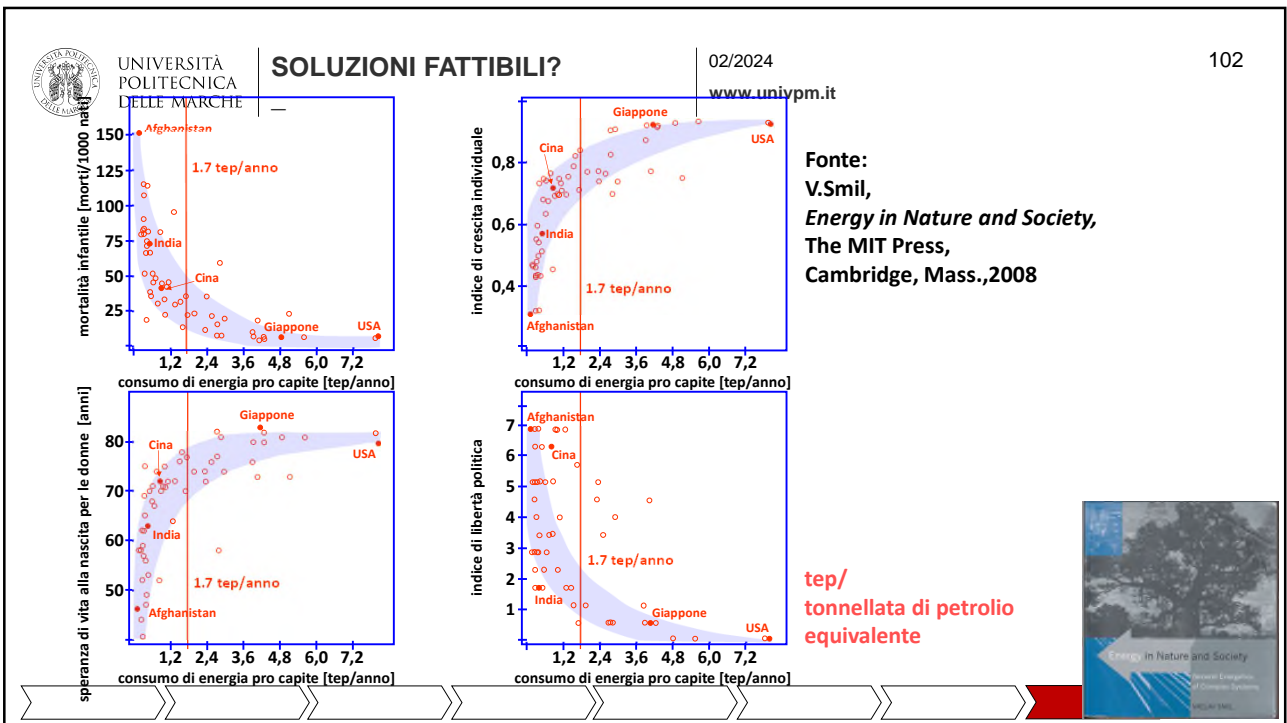 UNIVERSITÀ
POLITECNICA
DELLE MARCHE
SOLUZIONI FATTIBILI?
_
02/2024
www.univpm.it
102
mortalità infantile [morti/1000 nati]
150
125
100
75
50
25
Afghanistan
1.7 tep/anno
India
Cina
Giappone
USA
1,2 2,4 3,6 4,8 6,0 7,2
consumo di energia pro capite [tep/anno]
indice di crescita individuale
0,8
0,6
0,4
Giappone
USA
Cina
India
1.7 tep/anno
Afghanistan
1,2 2,4 3,6 4,8 6,0 7,2
consumo di energia pro capite [tep/anno]
Fonte:
V.Smil,
Energy in Nature and Society,
The MIT Press,
Cambridge, Mass.,2008
speranza di vita alla nascita per le donne [anni]
80
70
60
50
Giappone
Cina
USA
India
1.7 tep/anno
Afghanistan
1,2 2,4 3,6 4,8 6,0 7,2
consumo di energia pro capite [tep/anno]
indice di libertà politica
7
6
5
4
3
2
1
Afghanistan
Cina
1.7 tep/anno
India
Giappone
USA
1,2 2,4 3,6 4,8 6,0 7,2
consumo di energia pro capite [tep/anno]
tep/
tonnellata di petrolio
equivalente
Energy in Nature and Society
General Energetics
of Complex Systems